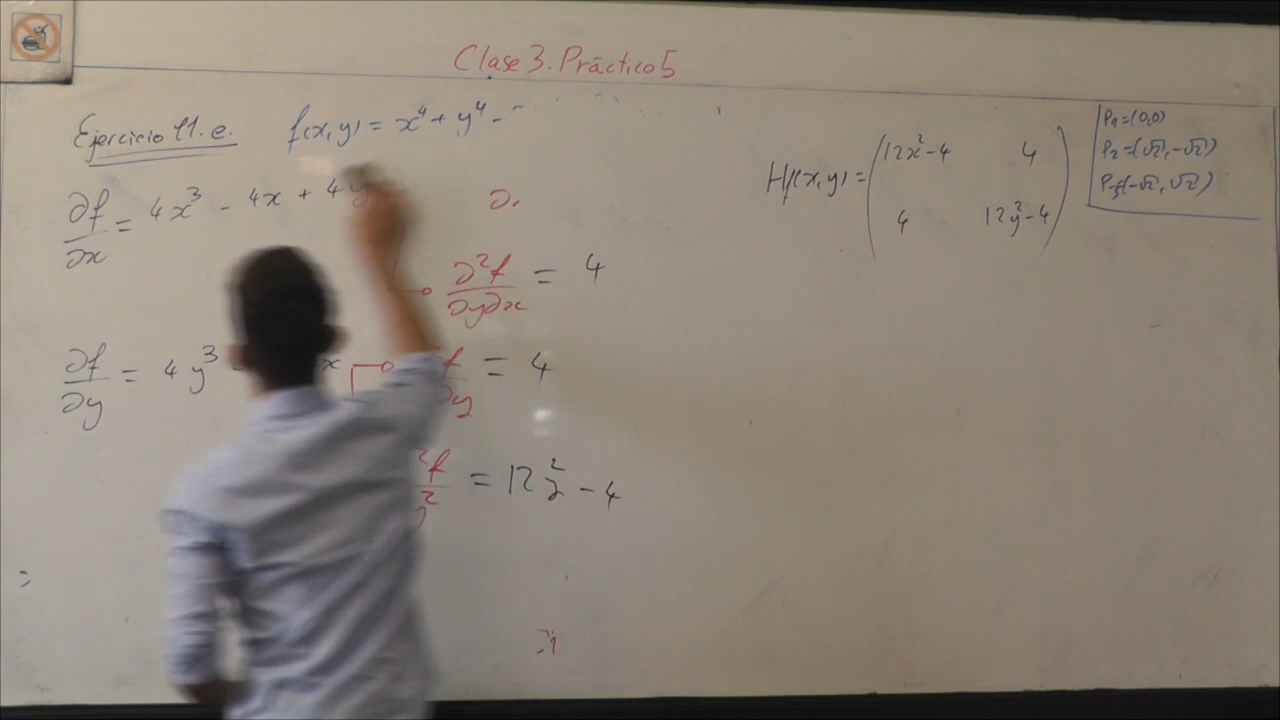 Clase 3. Práctico 5
Ejercicio 11.e. f(x,y) = x⁴ + y⁴ -
∂f/∂x = 4x³ - 4x + 4y
∂²f/∂y∂x = 4
∂f/∂y = 4y³ - x
= 4
= 12y² - 4
Hf(x,y) = (12x²-4 4
4 12y²-4)
P₁=(0,0)
P₂=(√2,-√2)
P₃=(-√2,√2)